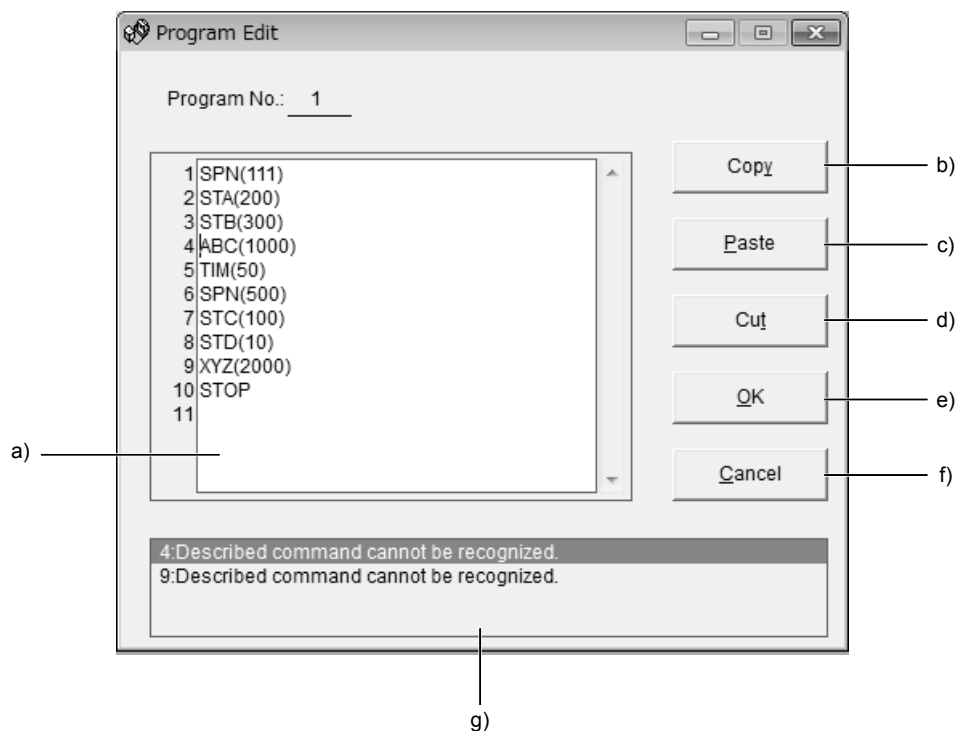 Program Edit
Program No.: 1
1 SPN(111)
2 STA(200)
3 STB(300)
4 ABC(1000)
5 TIM(50)
6 SPN(500)
7 STC(100)
8 STD(10)
9 XYZ(2000)
10 STOP
11
Copy
Paste
Cut
OK
Cancel
4:Described command cannot be recognized.
9:Described command cannot be recognized.
a)
b)
c)
d)
e)
f)
g)